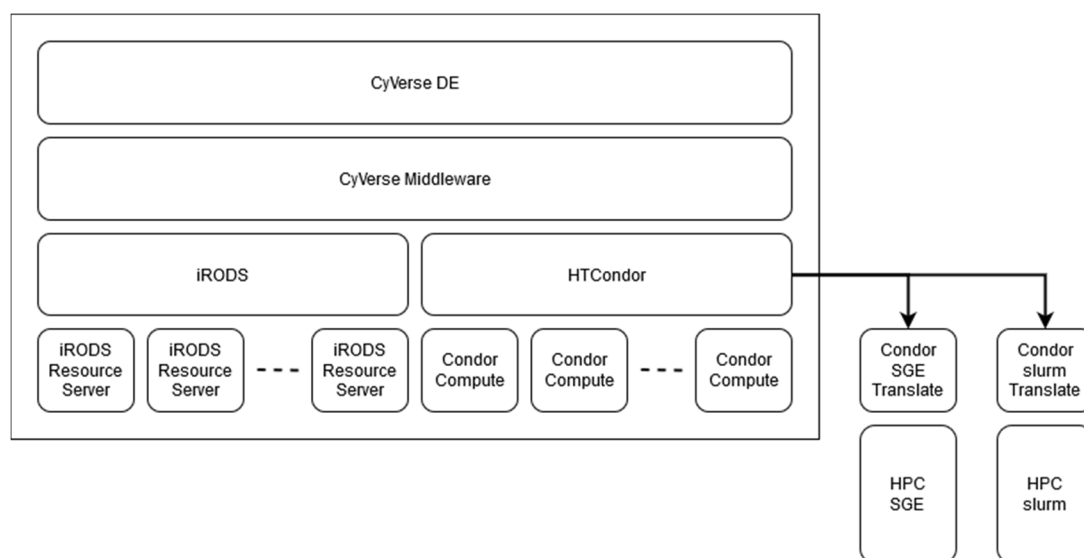 CyVerse DE
CyVerse Middleware
iRODS
HTCondor
iRODS
Resource
Server
iRODS
Resource
Server
iRODS
Resource
Server
Condor
Compute
Condor
Compute
Condor
Compute
Condor
SGE
Translate
Condor
slurm
Translate
HPC
SGE
HPC
slurm